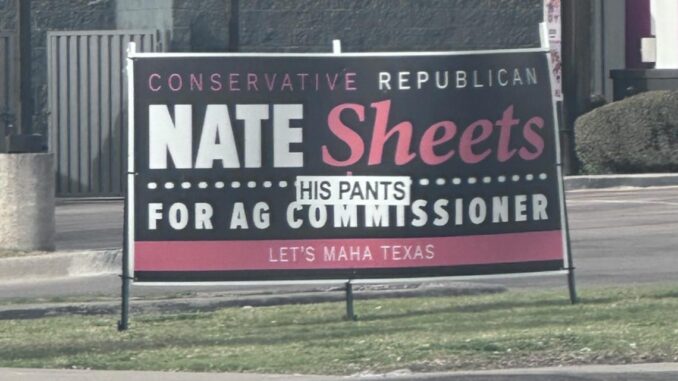 CONSERVATIVE REPUBLICAN
NATE Sheets
HIS PANTS
FOR AG COMMISSIONER
LET'S MAHA TEXAS